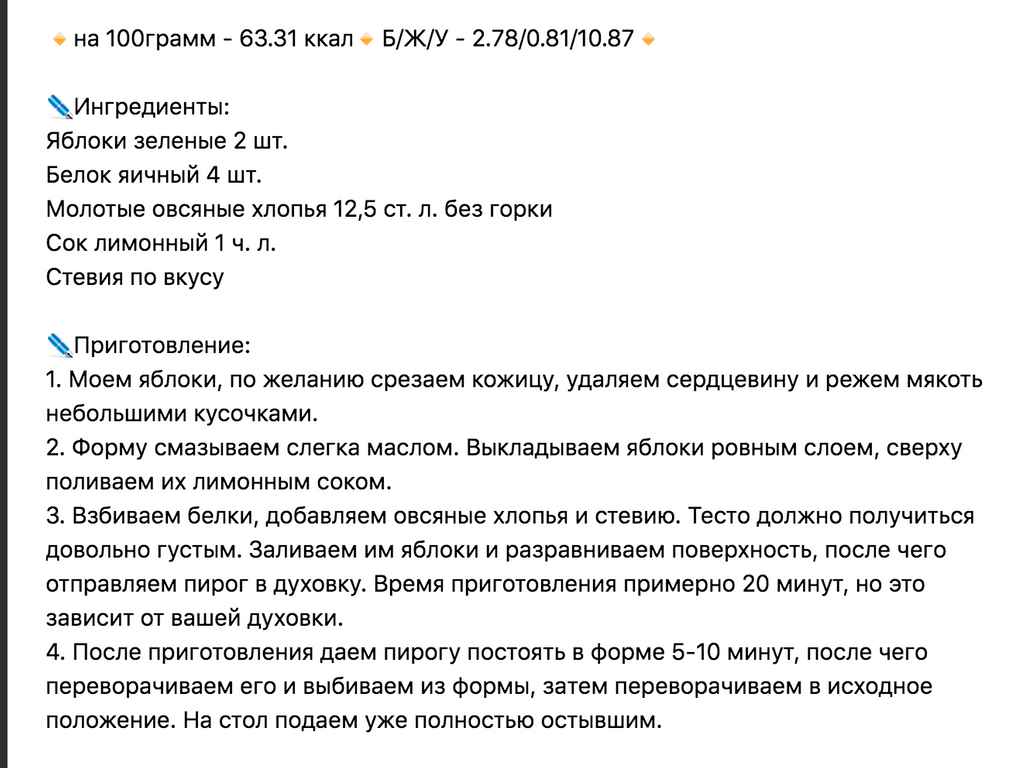 🔸на 100грамм - 63.31 ккал🔸Б/Ж/У - 2.78/0.81/10.87🔸
Ингредиенты:
Яблоки зеленые 2 шт.
Белок яичный 4 шт.
Молотые овсяные хлопья 12,5 ст. л. без горки
Сок лимонный 1 ч. л.
Стевия по вкусу
Приготовление:
1. Моем яблоки, по желанию срезаем кожицу, удаляем сердцевину и режем мякоть
небольшими кусочками.
2. Форму смазываем слегка маслом. Выкладываем яблоки ровным слоем, сверху
поливаем их лимонным соком.
3. Взбиваем белки, добавляем овсяные хлопья и стевию. Тесто должно получиться
довольно густым. Заливаем им яблоки и разравниваем поверхность, после чего
отправляем пирог в духовку. Время приготовления примерно 20 минут, но это
зависит от вашей духовки.
4. После приготовления даем пирогу постоять в форме 5-10 минут, после чего
переворачиваем его и выбиваем из формы, затем переворачиваем в исходное
положение. На стол подаем уже полностью остывшим.